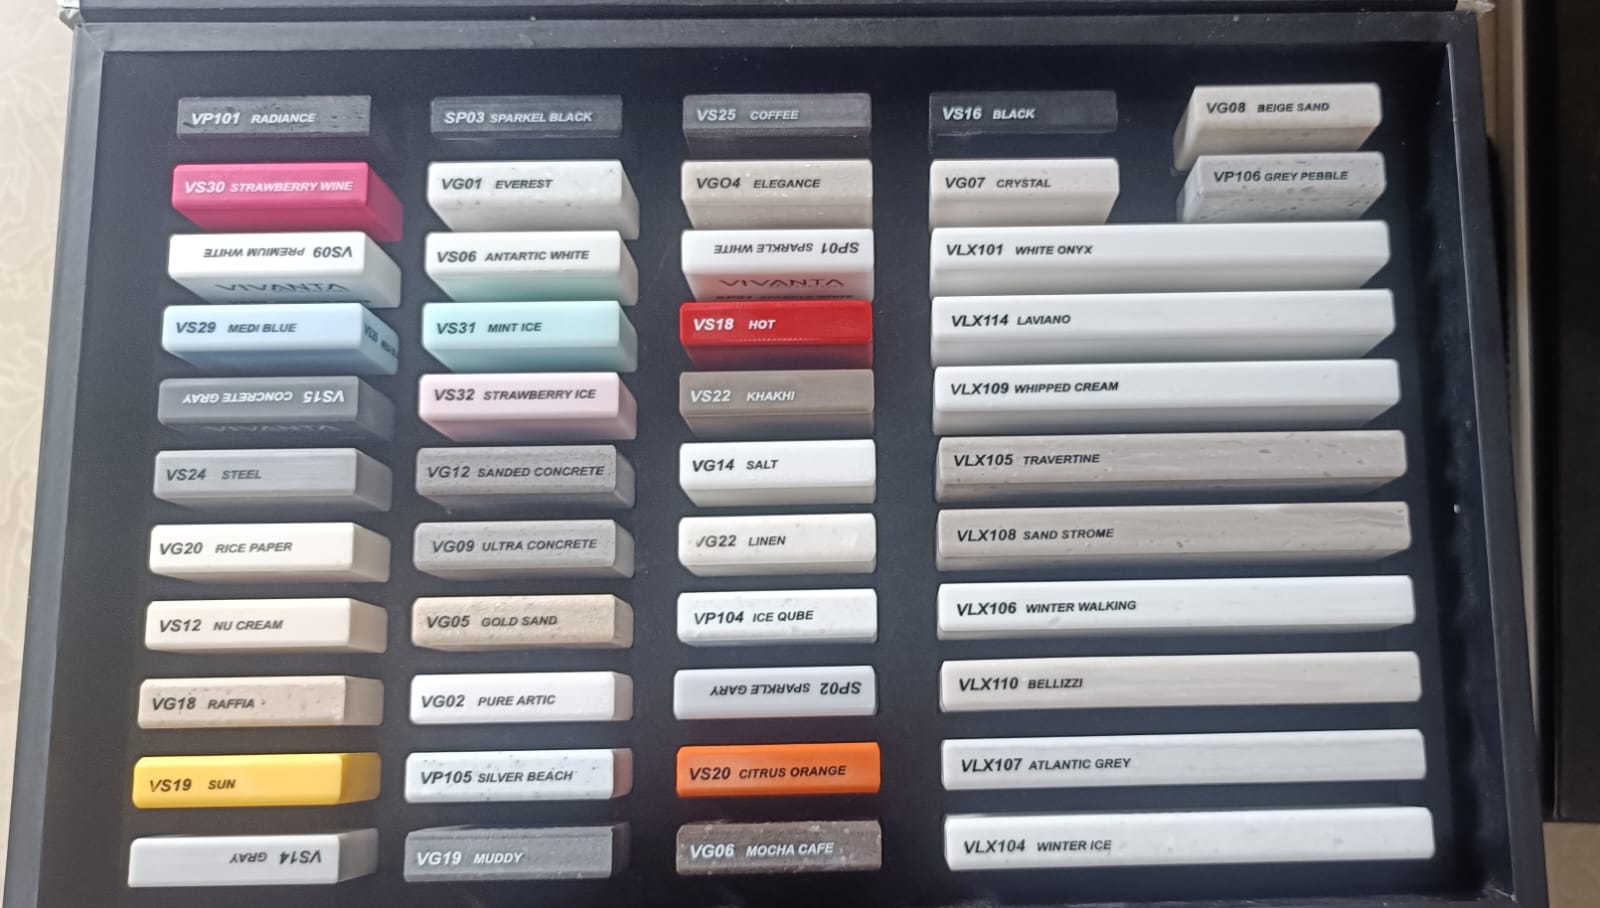 VP101 RADIANCE
SP03 SPARKEL BLACK
VS25 COFFEE
VS16 BLACK
VG08 BEIGE SAND
VS30 STRAWBERRY WINE
VG01 EVEREST
VGO4 ELEGANCE
VG07 CRYSTAL
VP106 GREY PEBBLE
VS09 PREMIUM WHITE
VIVANTA
VS06 ANTARTIC WHITE
SP01 SPARKLE WHITE
VIVANTA
VLX101 WHITE ONYX
VS29 MEDI BLUE
VS31 MINT ICE
VS18 HOT
VLX114 LAVIANO
VS15 CONCRETE GRAY
VIVANTA
VS32 STRAWBERRY ICE
VS22 KHAKHI
VLX109 WHIPPED CREAM
VS24 STEEL
VG12 SANDED CONCRETE
VG14 SALT
VLX105 TRAVERTINE
VG20 RICE PAPER
VG09 ULTRA CONCRETE
VG22 LINEN
VLX108 SAND STROME
VS12 NU CREAM
VG05 GOLD SAND
VP104 ICE QUBE
VLX106 WINTER WALKING
VG18 RAFFIA
VG02 PURE ARTIC
SP02 SPARKLE GARY
VLX110 BELLIZZI
VS19 SUN
VP105 SILVER BEACH
VS20 CITRUS ORANGE
VLX107 ATLANTIC GREY
VS14 GRAY
VG19 MUDDY
VG06 MOCHA CAFE
VLX104 WINTER ICE